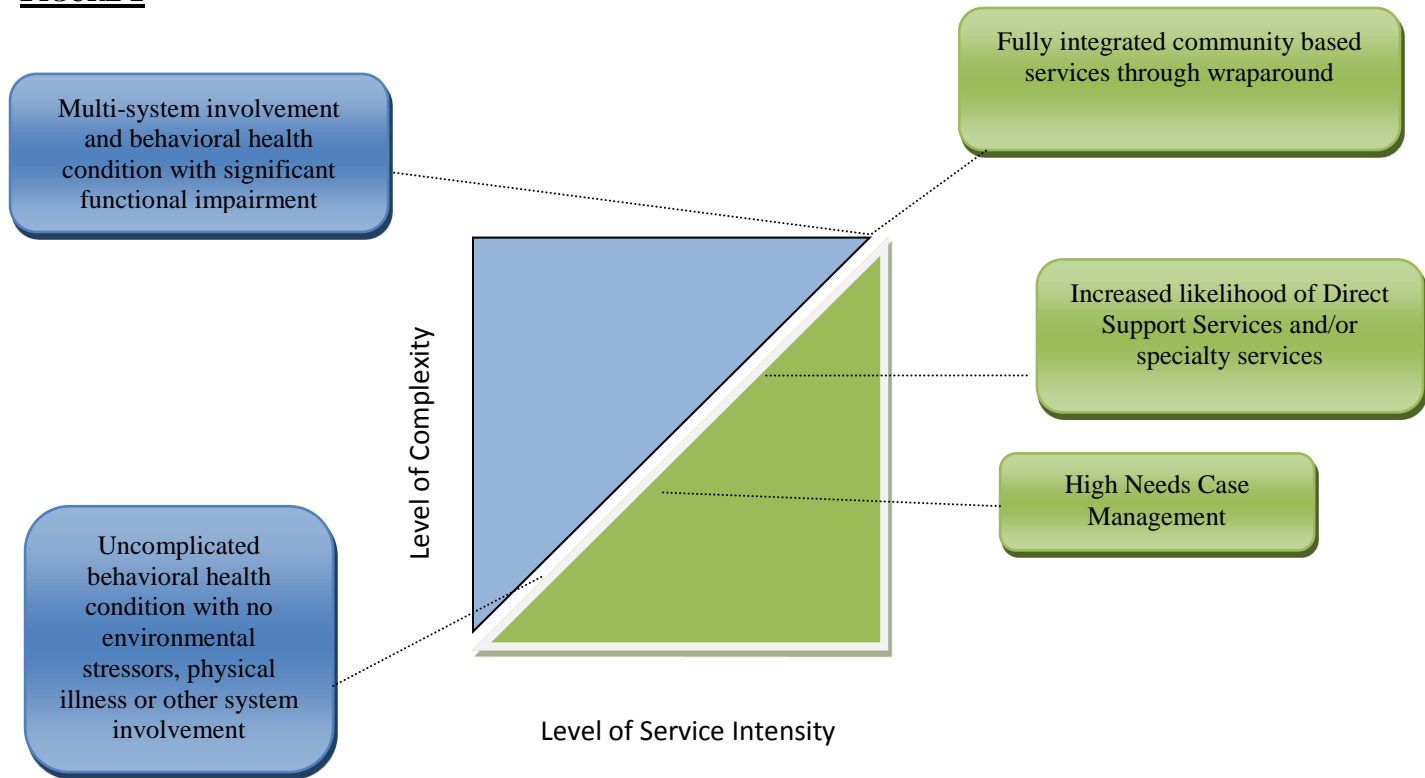 Fully integrated community based
services through wraparound
Multi-system involvement
and behavioral health
condition with significant
functional impairment
Increased likelihood of Direct
Support Services and/or
specialty services
Level of Complexity
High Needs Case
Management
Uncomplicated
behavioral health
condition with no
environmental
stressors, physical
illness or other system
involvement
Level of Service Intensity